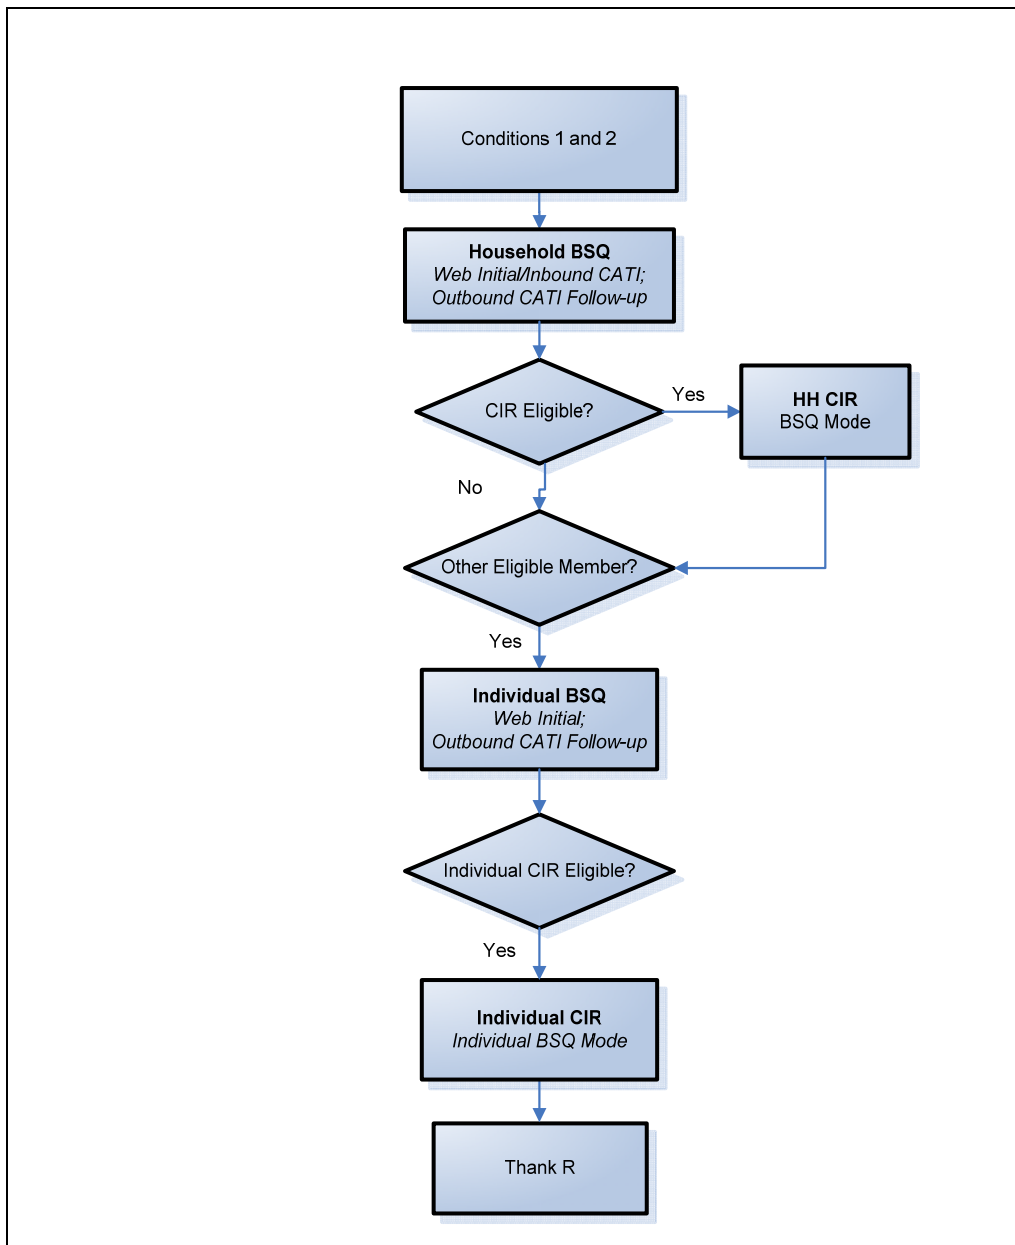 Conditions 1 and 2
Household BSQ
Web Initial/Inbound CATI;
Outbound CATI Follow-up
CIR Eligible?
Yes
HH CIR
BSQ Mode
No
Other Eligible Member?
Yes
Individual BSQ
Web Initial;
Outbound CATI Follow-up
Individual CIR Eligible?
Yes
Individual CIR
Individual BSQ Mode
Thank R